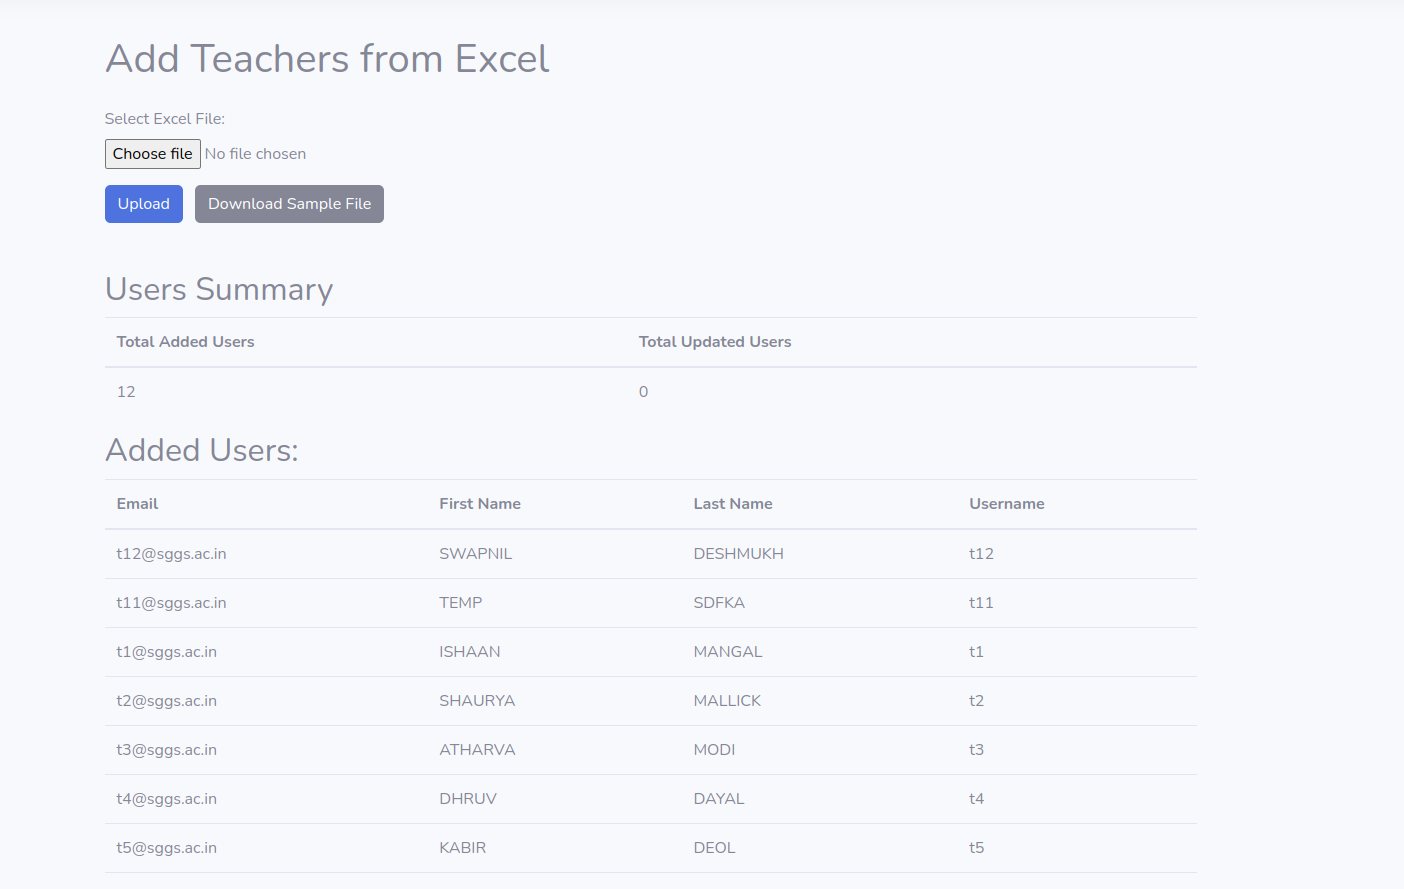 Add Teachers from Excel
Select Excel File:
Choose file No file chosen
Upload Download Sample File
Users Summary
Total Added Users Total Updated Users
12 0
Added Users:
Email First Name Last Name Username
t12@sggs.ac.in SWAPNIL DESHMUKH t12
t11@sggs.ac.in TEMP SDFKA t11
t1@sggs.ac.in ISHAAN MANGAL t1
t2@sggs.ac.in SHAURYA MALLICK t2
t3@sggs.ac.in ATHARVA MODI t3
t4@sggs.ac.in DHRUV DAYAL t4
t5@sggs.ac.in KABIR DEOL t5